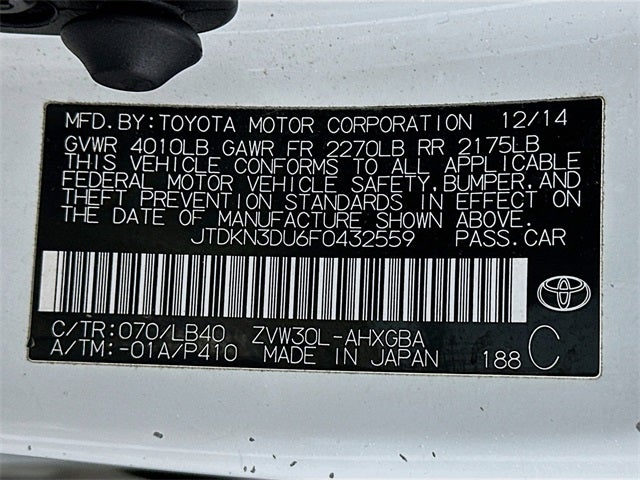 MFD.BY:TOYOTA MOTOR CORPORATION 12/14
GVWR 4010LB GAWR FR 2270LB RR 2175LB
THIS VEHICLE CONFORMS TO ALL APPLICABLE
FEDERAL MOTOR VEHICLE SAFETY,BUMPER,AND
THEFT PREVENTION STANDARDS IN EFFECT ON
THE DATE OF MANUFACTURE SHOWN ABOVE.
JTDKN3DU6F0432559 PASS.CAR
C/TR:070/LB40 ZVW30L-AHXGBA
A/TM:-01A/P410 MADE IN JAPAN 188 C